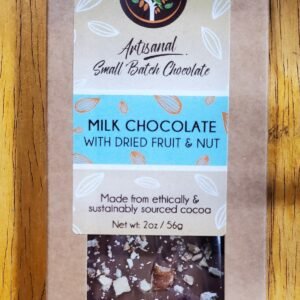 Artisanal
Small Batch Chocolate
MILK CHOCOLATE
WITH DRIED FRUIT & NUT
Made from ethically &
sustainably sourced cocoa
Net wt: 2oz / 56g